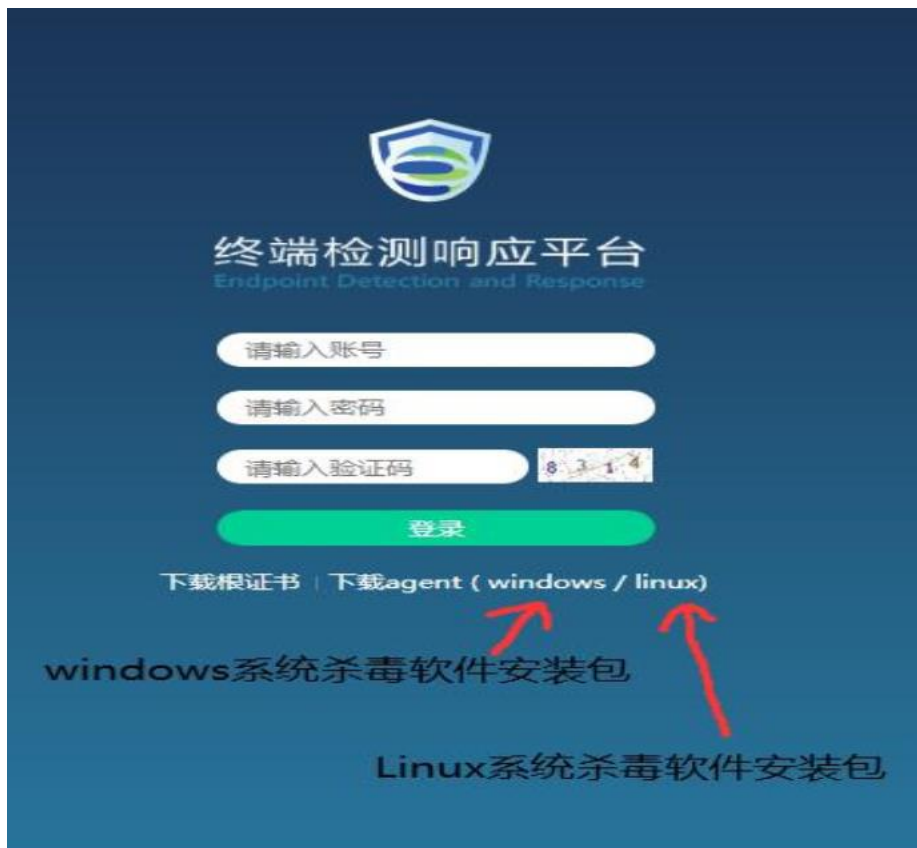 终端检测响应平台
Endpoint Detection and Response
请输入账号
请输入密码
请输入验证码
8 3 1 4
登录
下载根证书 | 下载agent ( windows / linux)
windows系统杀毒软件安装包
Linux系统杀毒软件安装包